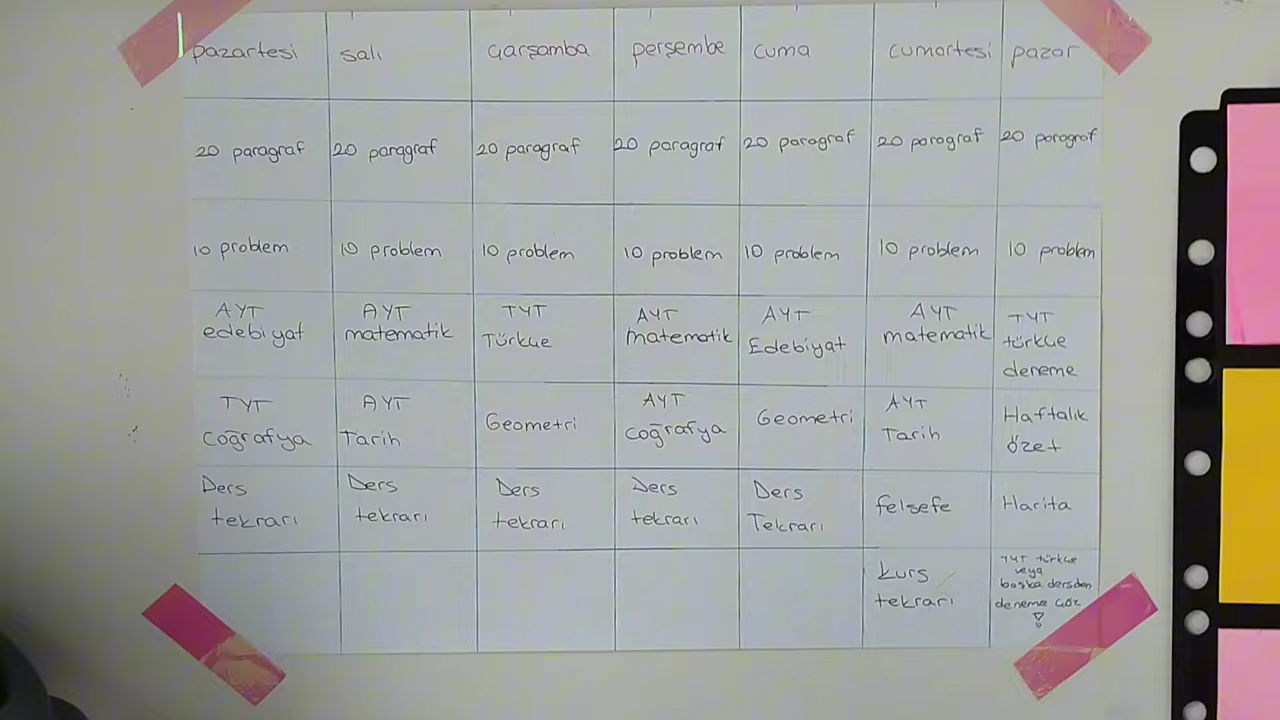 pazartesi salı Çarşamba perşembe cuma cumartesi pazar
20 paragraf 20 paragraf 20 paragraf 20 paragraf 20 paragraf 20 paragraf 20 paragraf
10 problem 10 problem 10 problem 10 problem 10 problem 10 problem 10 problem
AYT AYT TYT AYT AYT AYT TYT
edebiyat matematik Türkçe matematik Edebiyat matematik türkçe
deneme
TYT AYT Geometri AYT Geometri AYT Haftalık
coğrafya Tarih coğrafya Tarih özet
Ders Ders Ders Ders Ders felsefe Harita
tekrarı tekrarı tekrarı tekrarı Tekrarı
kurs TYT türkçe
tekrarı veya
başka dersden
deneme çöz
!